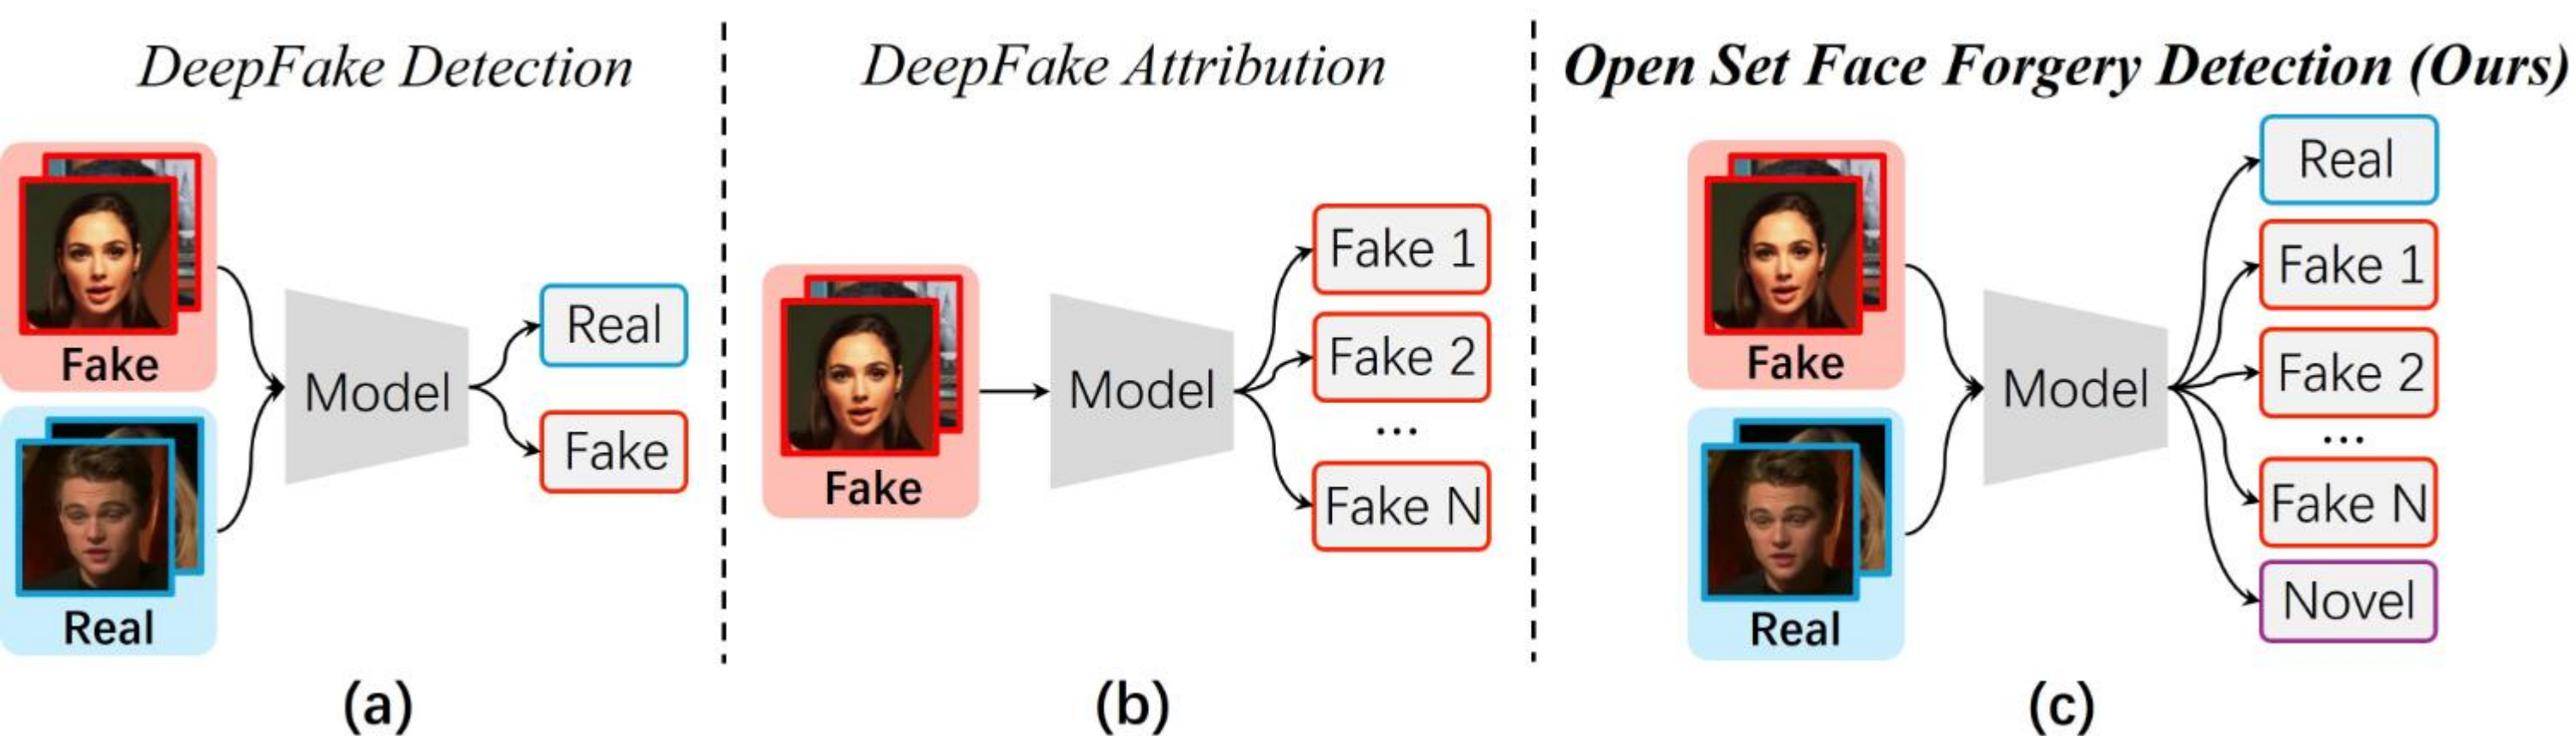 DeepFake Detection
Fake
Real
Model
Real
Fake
(a)
DeepFake Attribution
Fake
Model
Fake 1
Fake 2
...
Fake N
(b)
Open Set Face Forgery Detection (Ours)
Fake
Real
Model
Real
Fake 1
Fake 2
...
Fake N
Novel
(c)